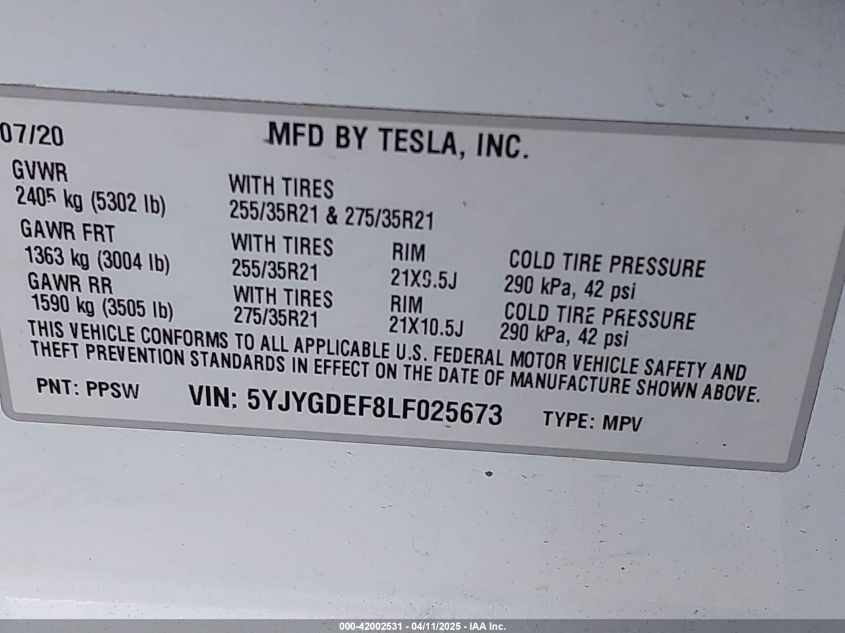 07/20 MFD BY TESLA, INC.
GVWR
2405 kg (5302 lb)
WITH TIRES
255/35R21 & 275/35R21
GAWR FRT
1363 kg (3004 lb)
WITH TIRES
255/35R21
RIM
21X9.5J
COLD TIRE PRESSURE
290 kPa, 42 psi
GAWR RR
1590 kg (3505 lb)
WITH TIRES
275/35R21
RIM
21X10.5J
COLD TIRE PRESSURE
290 kPa, 42 psi
THIS VEHICLE CONFORMS TO ALL APPLICABLE U.S. FEDERAL MOTOR VEHICLE SAFETY AND
THEFT PREVENTION STANDARDS IN EFFECT ON THE DATE OF MANUFACTURE SHOWN ABOVE.
PNT: PPSW VIN: 5YJYGDEF8LF025673 TYPE: MPV
000-42002531 - 04/11/2025 - IAA Inc.